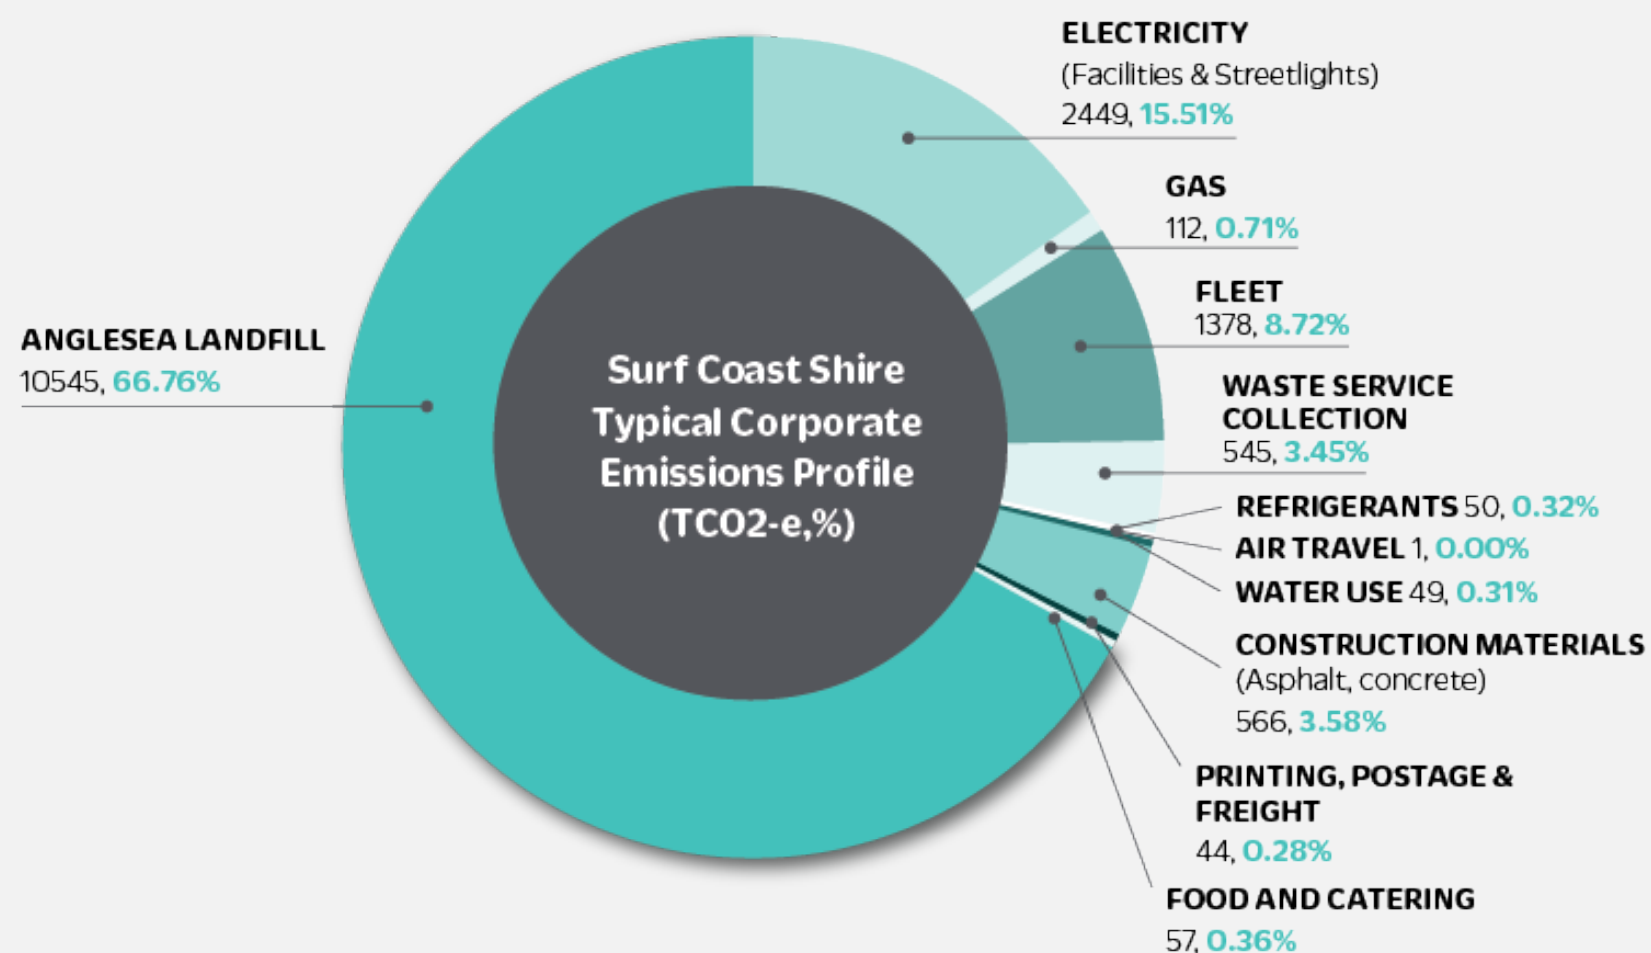 ELECTRICITY
(Facilities & Streetlights)
2449, 15.51%
GAS
112, 0.71%
FLEET
1378, 8.72%
WASTE SERVICE
COLLECTION
545, 3.45%
REFRIGERANTS 50, 0.32%
AIR TRAVEL 1, 0.00%
WATER USE 49, 0.31%
CONSTRUCTION MATERIALS
(Asphalt, concrete)
566, 3.58%
PRINTING, POSTAGE &
FREIGHT
44, 0.28%
FOOD AND CATERING
57, 0.36%
ANGLESEA LANDFILL
10545, 66.76%
Surf Coast Shire
Typical Corporate
Emissions Profile
(TCO2-e,%)